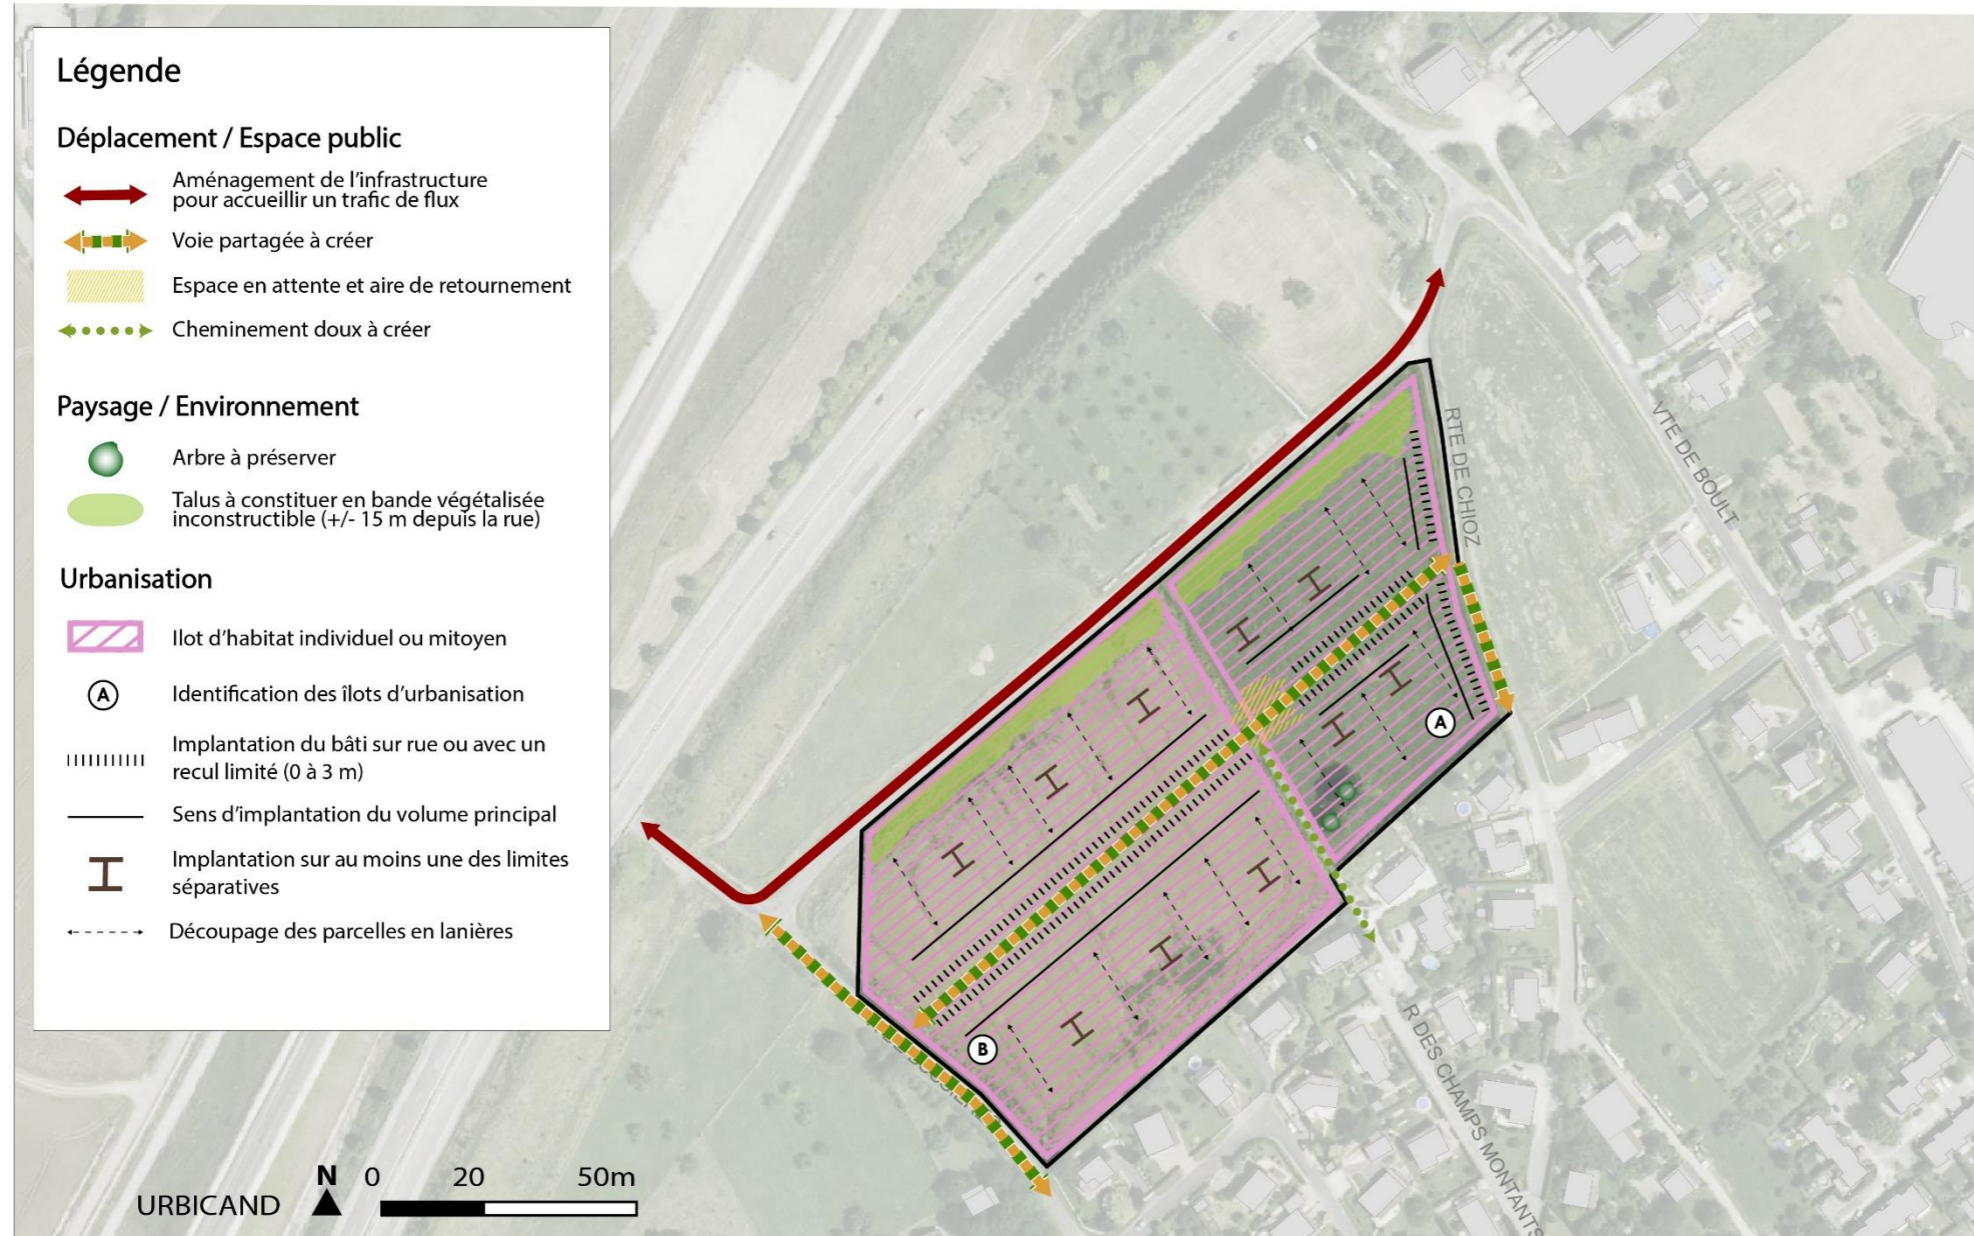 Légende
Déplacement / Espace public
Aménagement de l'infrastructure
pour accueillir un trafic de flux
Voie partagée à créer
Espace en attente et aire de retournement
Cheminement doux à créer
Paysage / Environnement
Arbre à préserver
Talus à constituer en bande végétalisée
inconstructible (+/- 15 m depuis la rue)
Urbanisation
Ilot d'habitat individuel ou mitoyen
A
Identification des îlots d'urbanisation
Implantation du bâti sur rue ou avec un
recul limité (0 à 3 m)
Sens d'implantation du volume principal
Implantation sur au moins une des limites
séparatives
Découpage des parcelles en lanières
URBICAND
N
0 20 50m
RTE DE CHIOZ
VTE DE BOULT
R DES CHAMPS MONTANTS
A
B